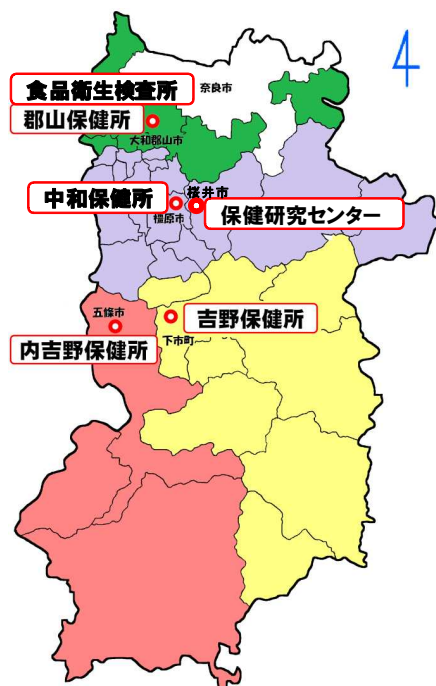 4
奈良市
食品衛生検査所
郡山保健所
大和郡山市
中和保健所
桜井市
橿原市
保健研究センター
五條市
吉野保健所
内吉野保健所
下市町